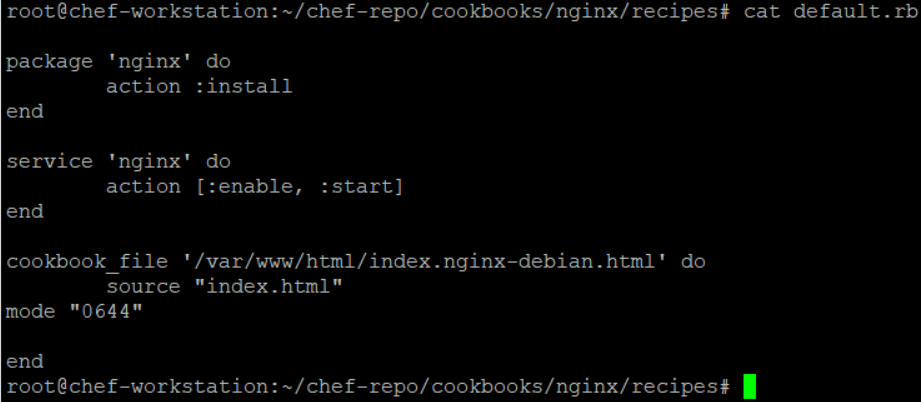 root@chef-workstation:~/chef-repo/cookbooks/nginx/recipes# cat default.rb
package 'nginx' do
action :install
end
service 'nginx' do
action [:enable, :start]
end
cookbook_file '/var/www/html/index.nginx-debian.html' do
source "index.html"
mode "0644"
end
root@chef-workstation:~/chef-repo/cookbooks/nginx/recipes#